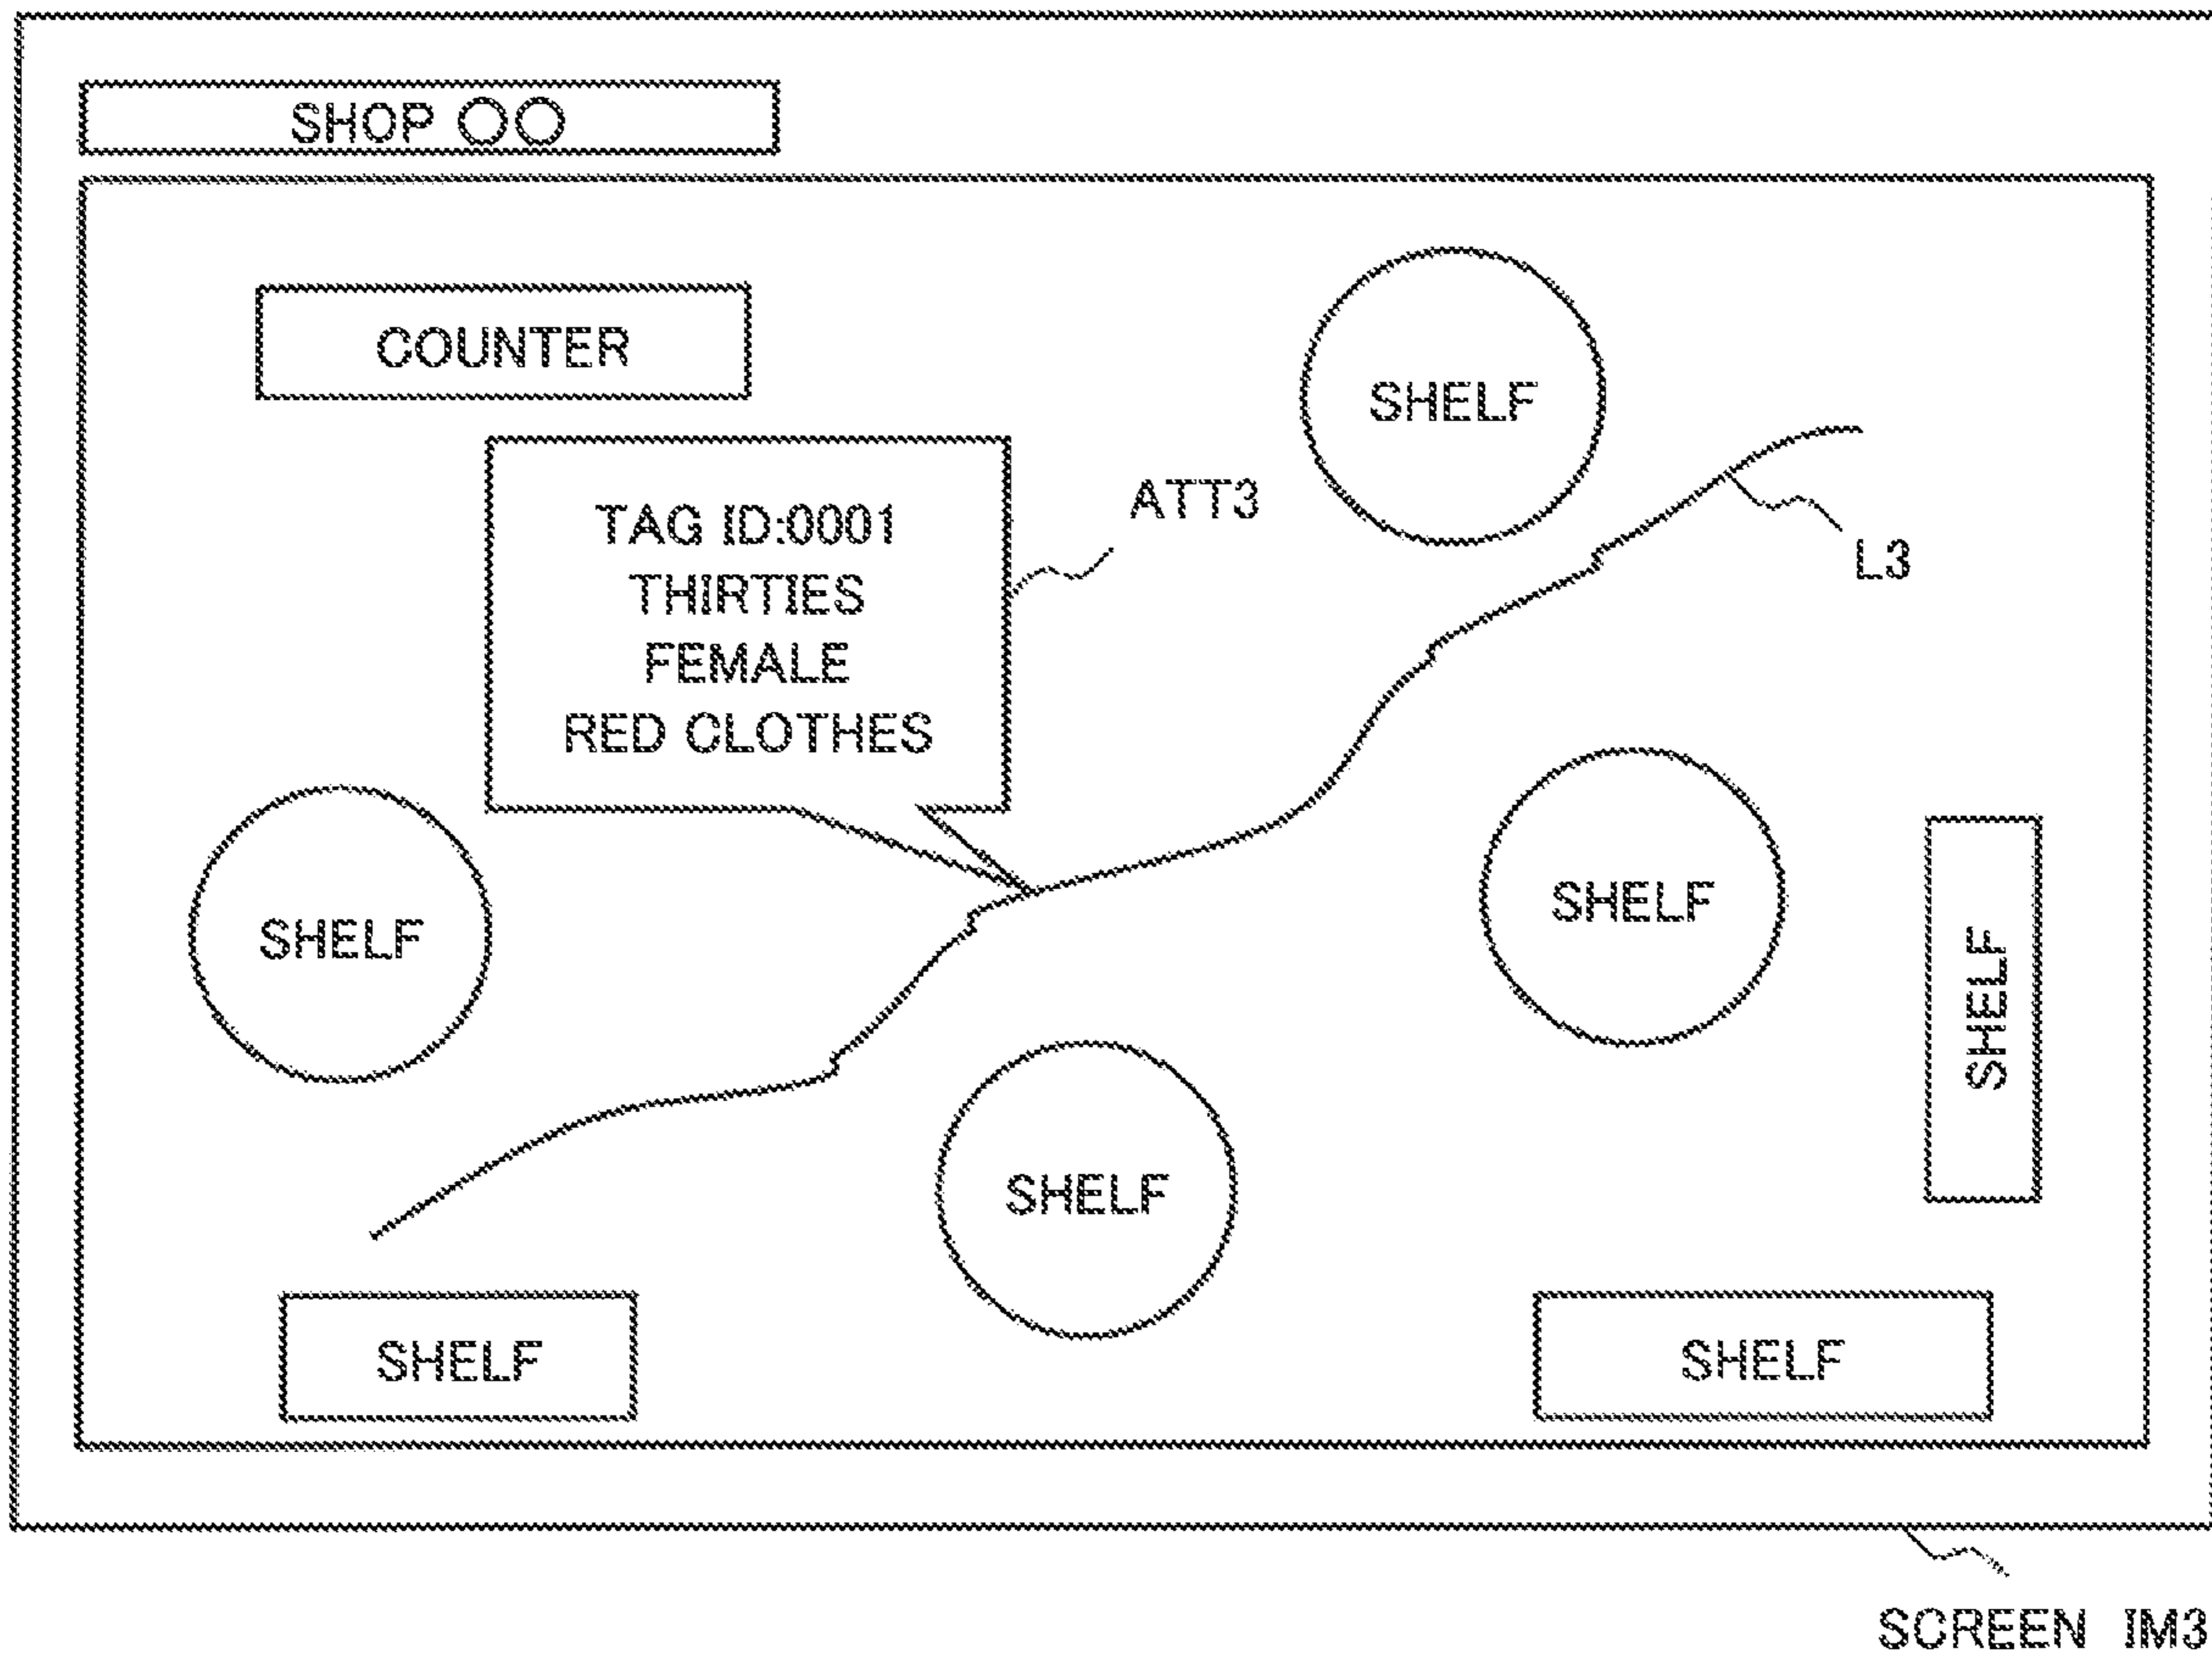 SHOP ○○
COUNTER
SHELF
TAG ID:0001
THIRTIES
FEMALE
RED CLOTHES
ATT3
L3
SHELF
SHELF
SHELF
SHELF
SHELF
SHELF
SCREEN IM3